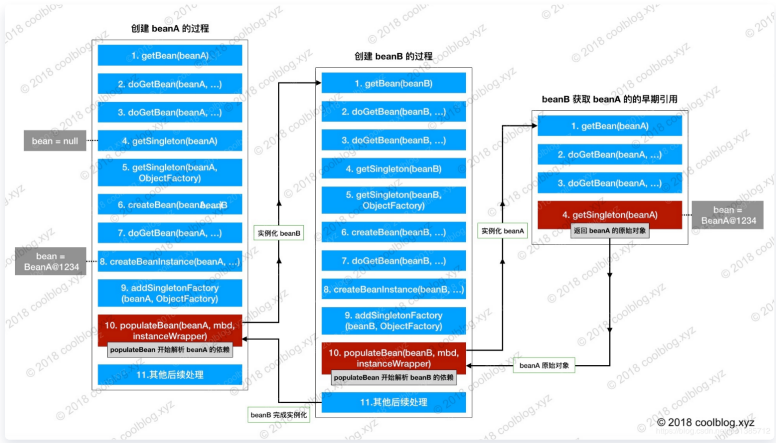 创建 beanA 的过程
1. getBean(beanA)
2. doGetBean(beanA, ...)
3. doGetBean(beanA, ...)
bean = null
4. getSingleton(beanA)
5. getSingleton(beanA,
ObjectFactory)
7. doGetBean(beanA, ...)
bean =
BeanA@1234
8. createBeanInstance(beanA, ...)
9. addSingletonFactory
(beanA, ObjectFactory)
10. populateBean(beanA, mbd,
instanceWrapper)
populateBean 开始解析 beanA 的依赖
11.其他后续处理
实例化 beanB
beanB 完成实例化
创建 beanB 的过程
1. getBean(beanB)
2. doGetBean(beanB, ...)
3. doGetBean(beanB, ...)
4. getSingleton(beanB)
5. getSingleton(beanB,
ObjectFactory)
6. createBean(beanB, ...)
7. doGetBean(beanB, ...)
8. createBeanInstance(beanB, ...)
9. addSingletonFactory
(beanB, ObjectFactory)
10. populateBean(beanB, mbd,
instanceWrapper)
populateBean 开始解析 beanB 的依赖
11.其他后续处理
实例化 beanA
beanA 原始对象
beanB 获取 beanA 的的早期引用
1. getBean(beanA)
2. doGetBean(beanA, ...)
3. doGetBean(beanA, ...)
4. getSingleton(beanA)
返回 beanA 的原始对象
bean =
BeanA@1234
© 2018 coolblog.xyz